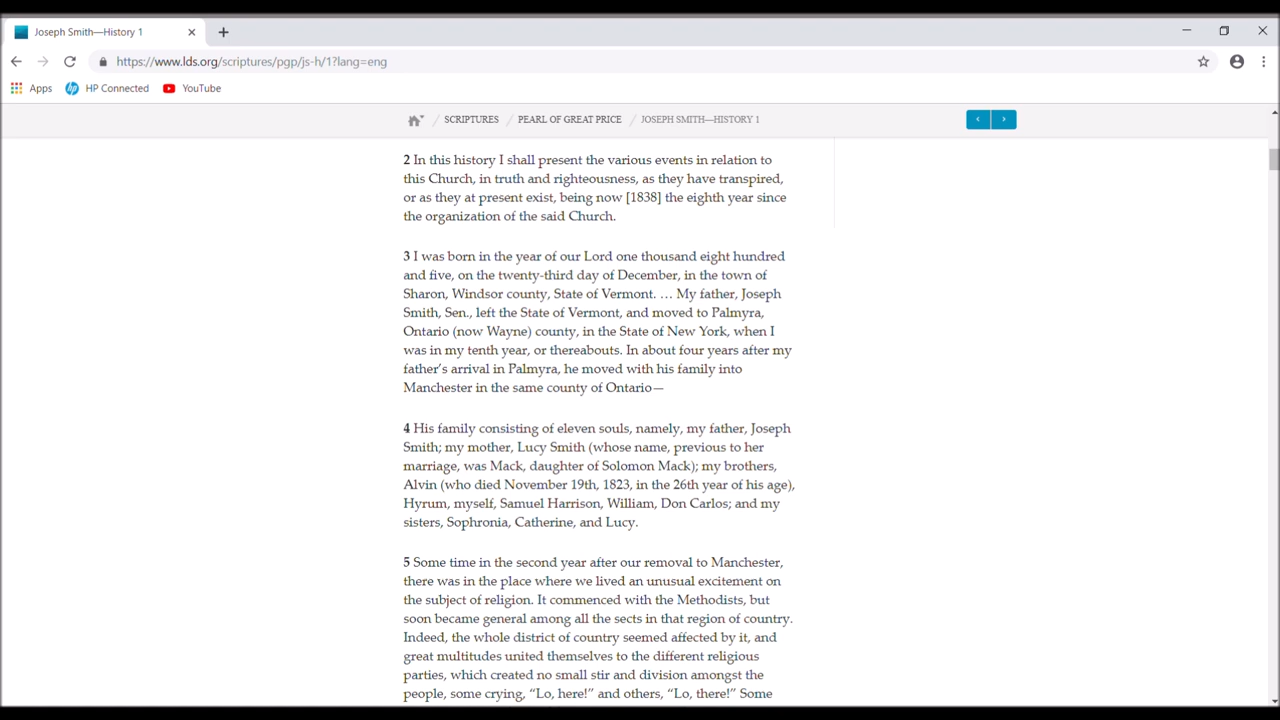 Joseph Smith—History 1
https://www.lds.org/scriptures/pgp/js-h/1?lang=eng
Apps HP Connected YouTube
SCRIPTURES / PEARL OF GREAT PRICE / JOSEPH SMITH—HISTORY 1
2 In this history I shall present the various events in relation to
this Church, in truth and righteousness, as they have transpired,
or as they at present exist, being now [1838] the eighth year since
the organization of the said Church.
3 I was born in the year of our Lord one thousand eight hundred
and five, on the twenty-third day of December, in the town of
Sharon, Windsor county, State of Vermont. … My father, Joseph
Smith, Sen., left the State of Vermont, and moved to Palmyra,
Ontario (now Wayne) county, in the State of New York, when I
was in my tenth year, or thereabouts. In about four years after my
father's arrival in Palmyra, he moved with his family into
Manchester in the same county of Ontario—
4 His family consisting of eleven souls, namely, my father, Joseph
Smith; my mother, Lucy Smith (whose name, previous to her
marriage, was Mack, daughter of Solomon Mack); my brothers,
Alvin (who died November 19th, 1823, in the 26th year of his age),
Hyrum, myself, Samuel Harrison, William, Don Carlos; and my
sisters, Sophronia, Catherine, and Lucy.
5 Some time in the second year after our removal to Manchester,
there was in the place where we lived an unusual excitement on
the subject of religion. It commenced with the Methodists, but
soon became general among all the sects in that region of country.
Indeed, the whole district of country seemed affected by it, and
great multitudes united themselves to the different religious
parties, which created no small stir and division amongst the
people, some crying, “Lo, here!” and others, “Lo, there!” Some